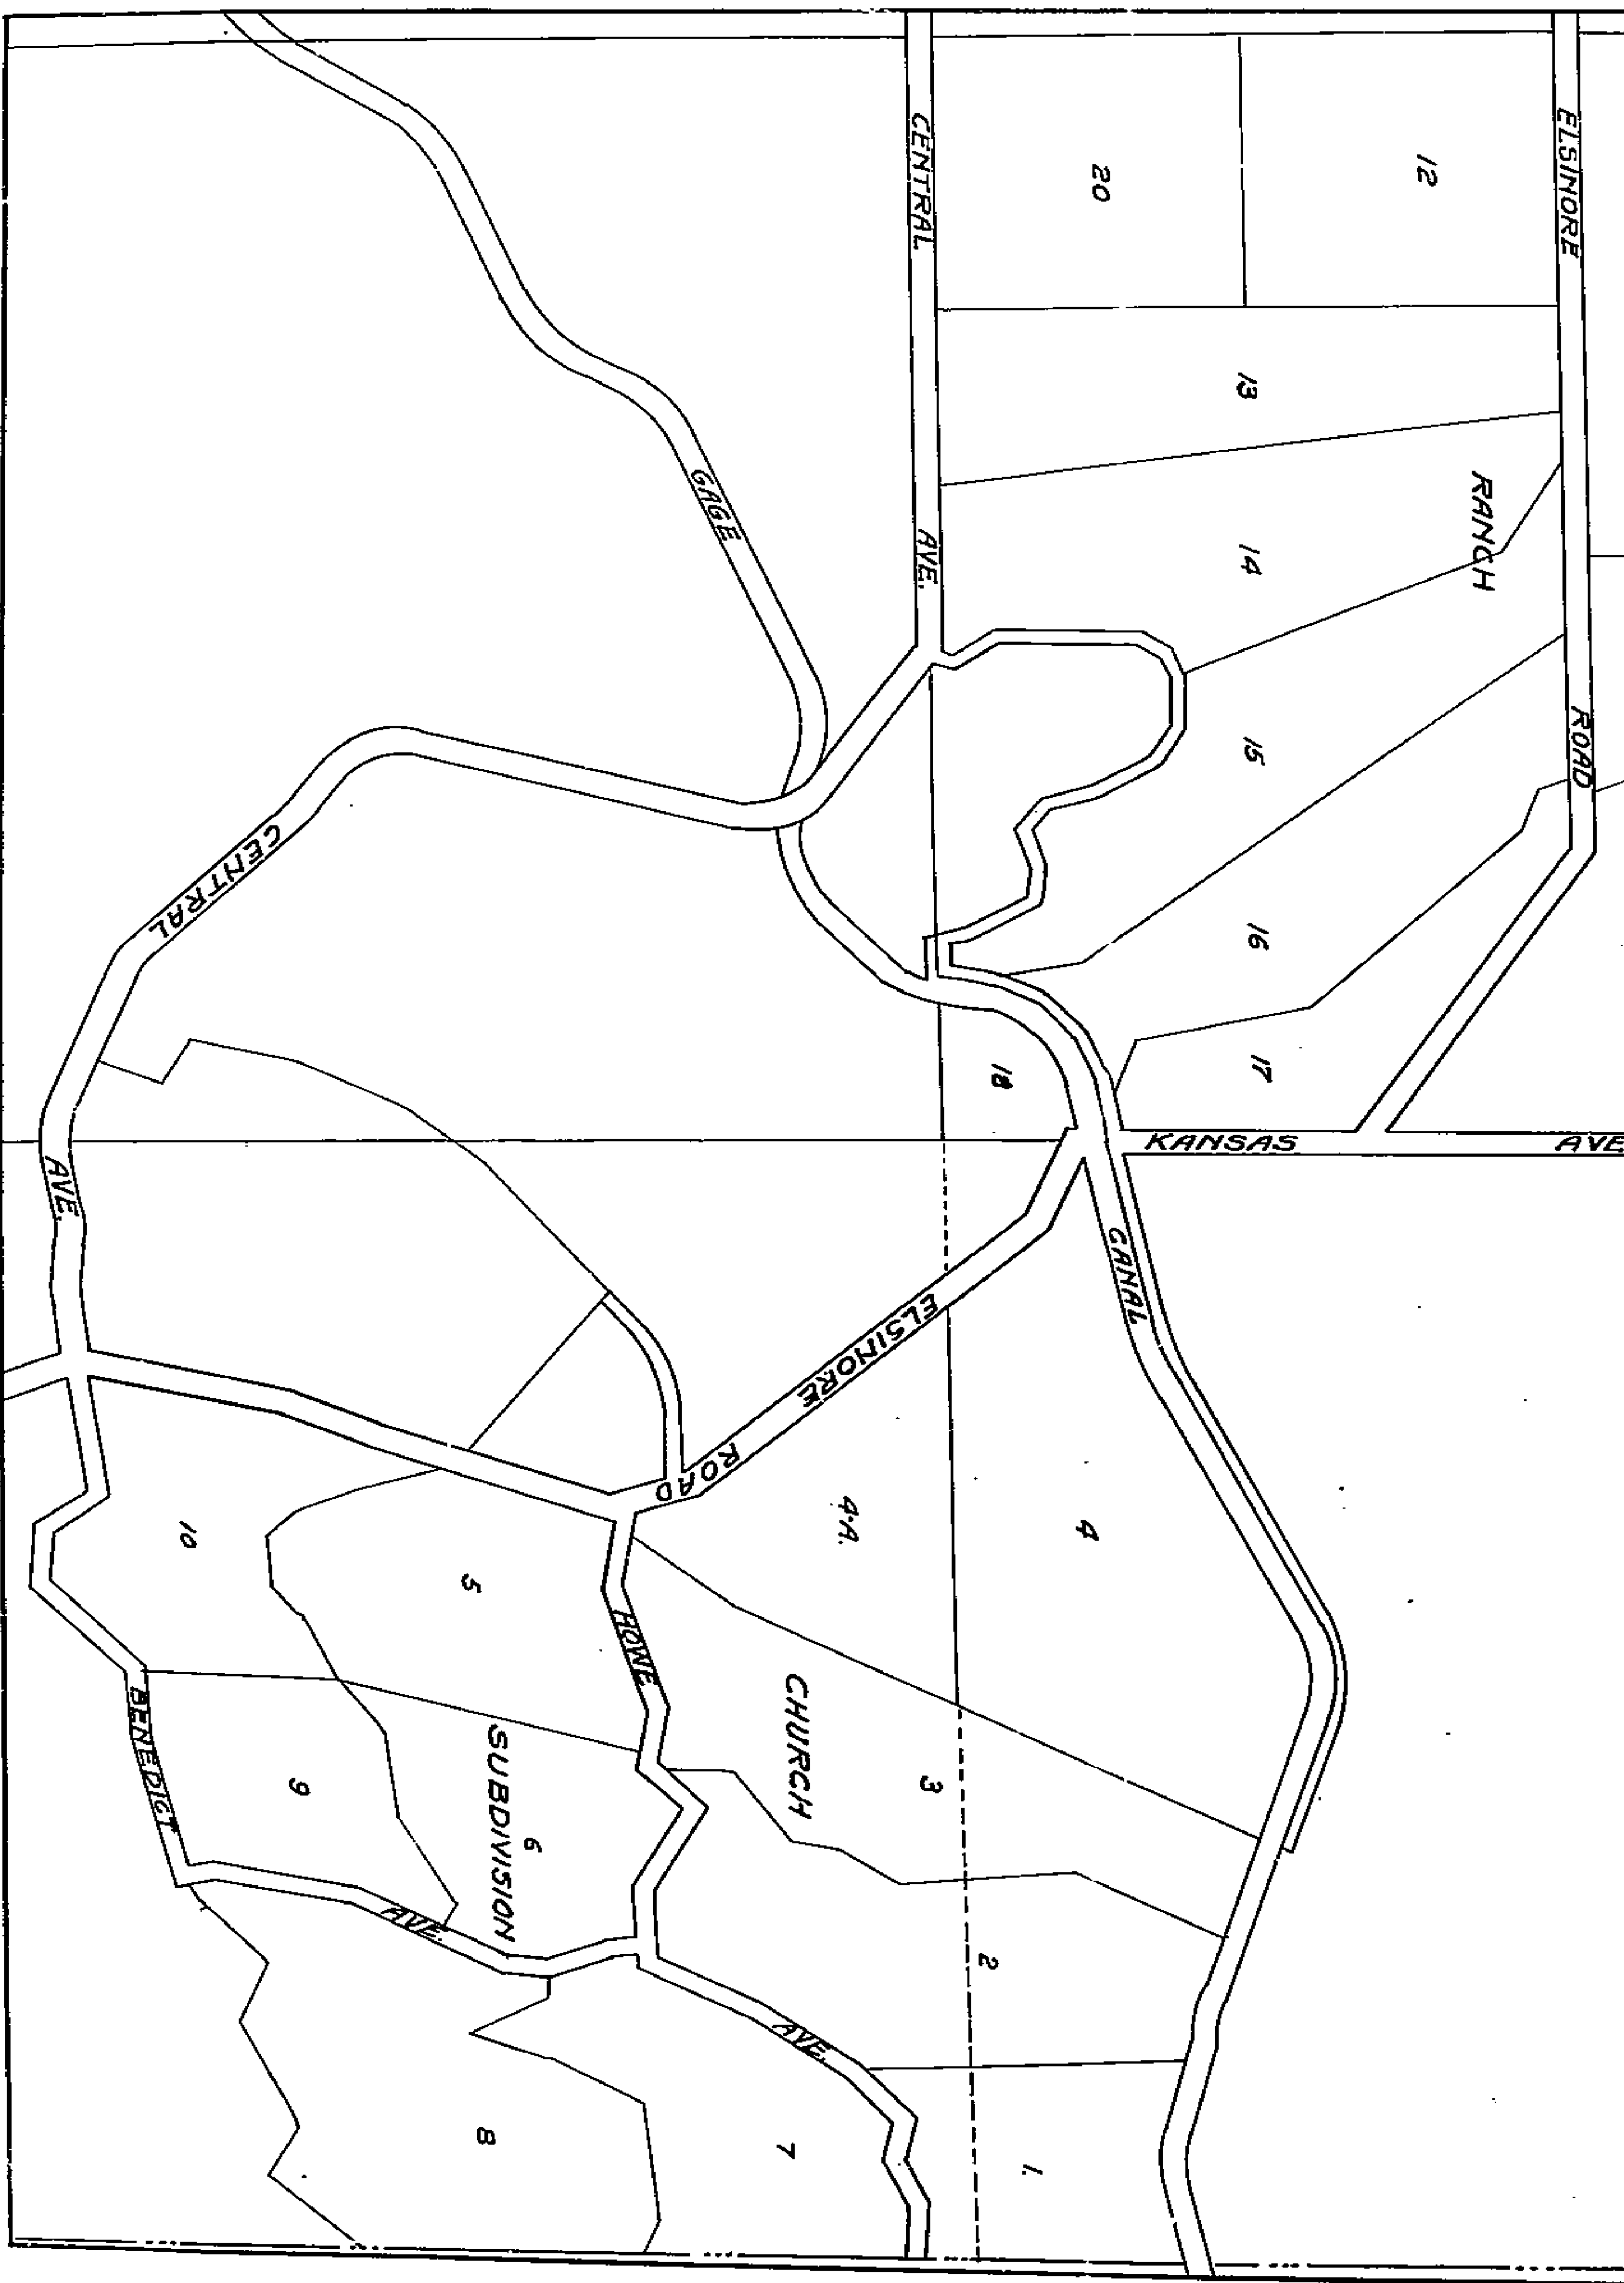 ELSINORE ROAD
12
20
CENTRAL AVE.
13
RANCH
14
GAGE CANAL
15
16
17
18
KANSAS AVE
CENTRAL AVE.
ELSINORE ROAD
4-A.
4
10
5
HOWE AVE.
CHURCH
SUBDIVISION
3
9
6
BENEDICT AVE.
2
8
7
1.